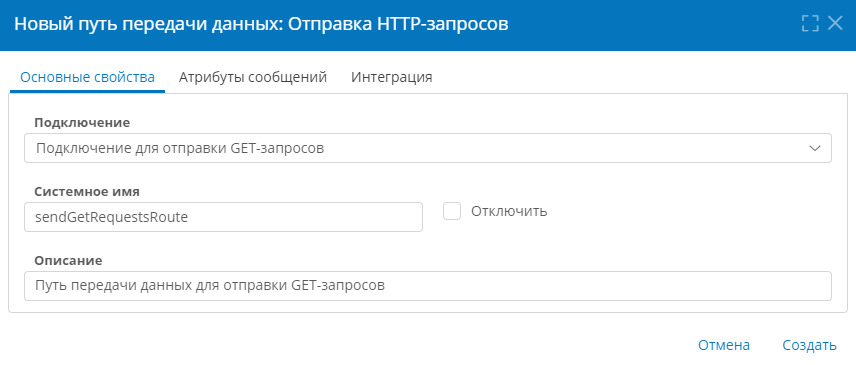 Новый путь передачи данных: Отправка HTTP-запросов
Основные свойства Атрибуты сообщений Интеграция
Подключение
Подключение для отправки GET-запросов
Системное имя
sendGetRequestsRoute Отключить
Описание
Путь передачи данных для отправки GET-запросов
Отмена Создать